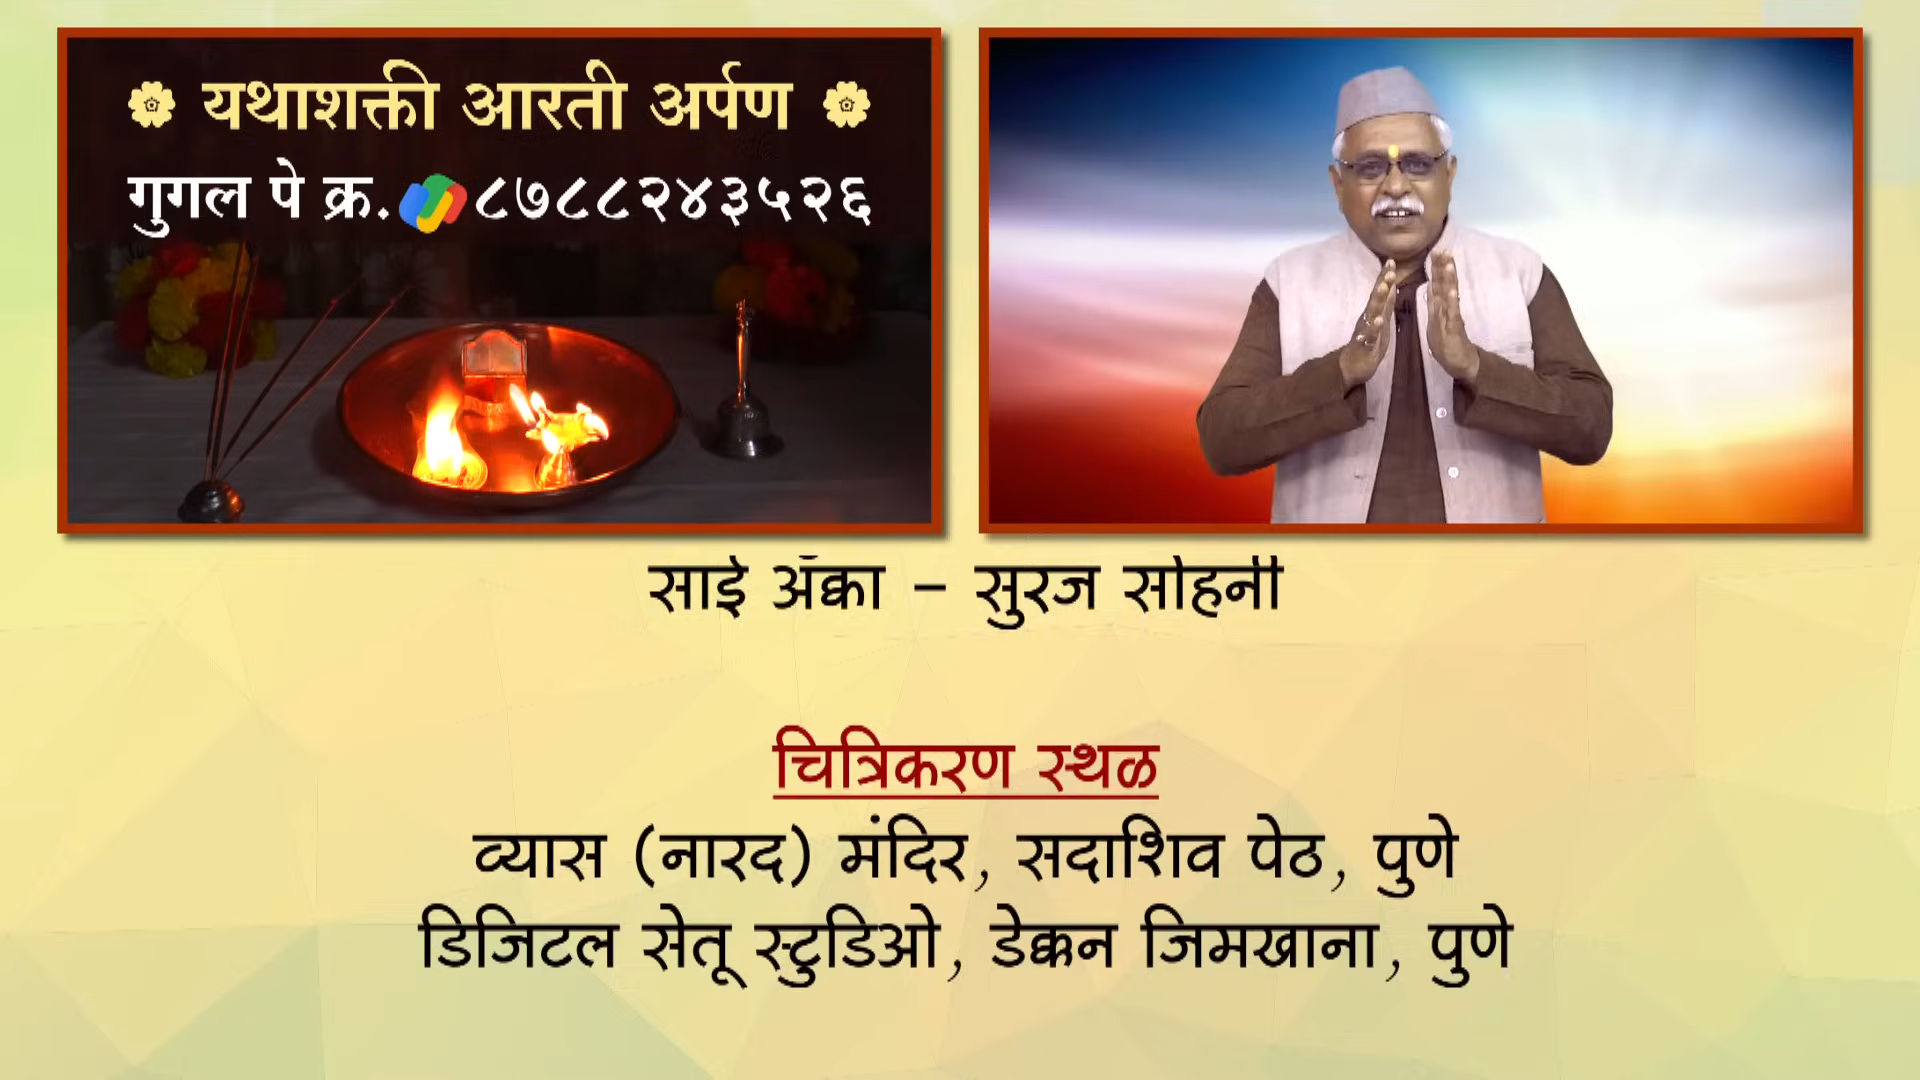 यथाशक्ती आरती अर्पण
गुगल पे क्र. ८७८८२४३५२६
साई अँक्का - सुरज सोहनी
चित्रिकरण स्थळ
व्यास (नारद) मंदिर, सदाशिव पेठ, पुणे
डिजिटल सेतू स्टुडिओ, डेक्कन जिमखाना, पुणे